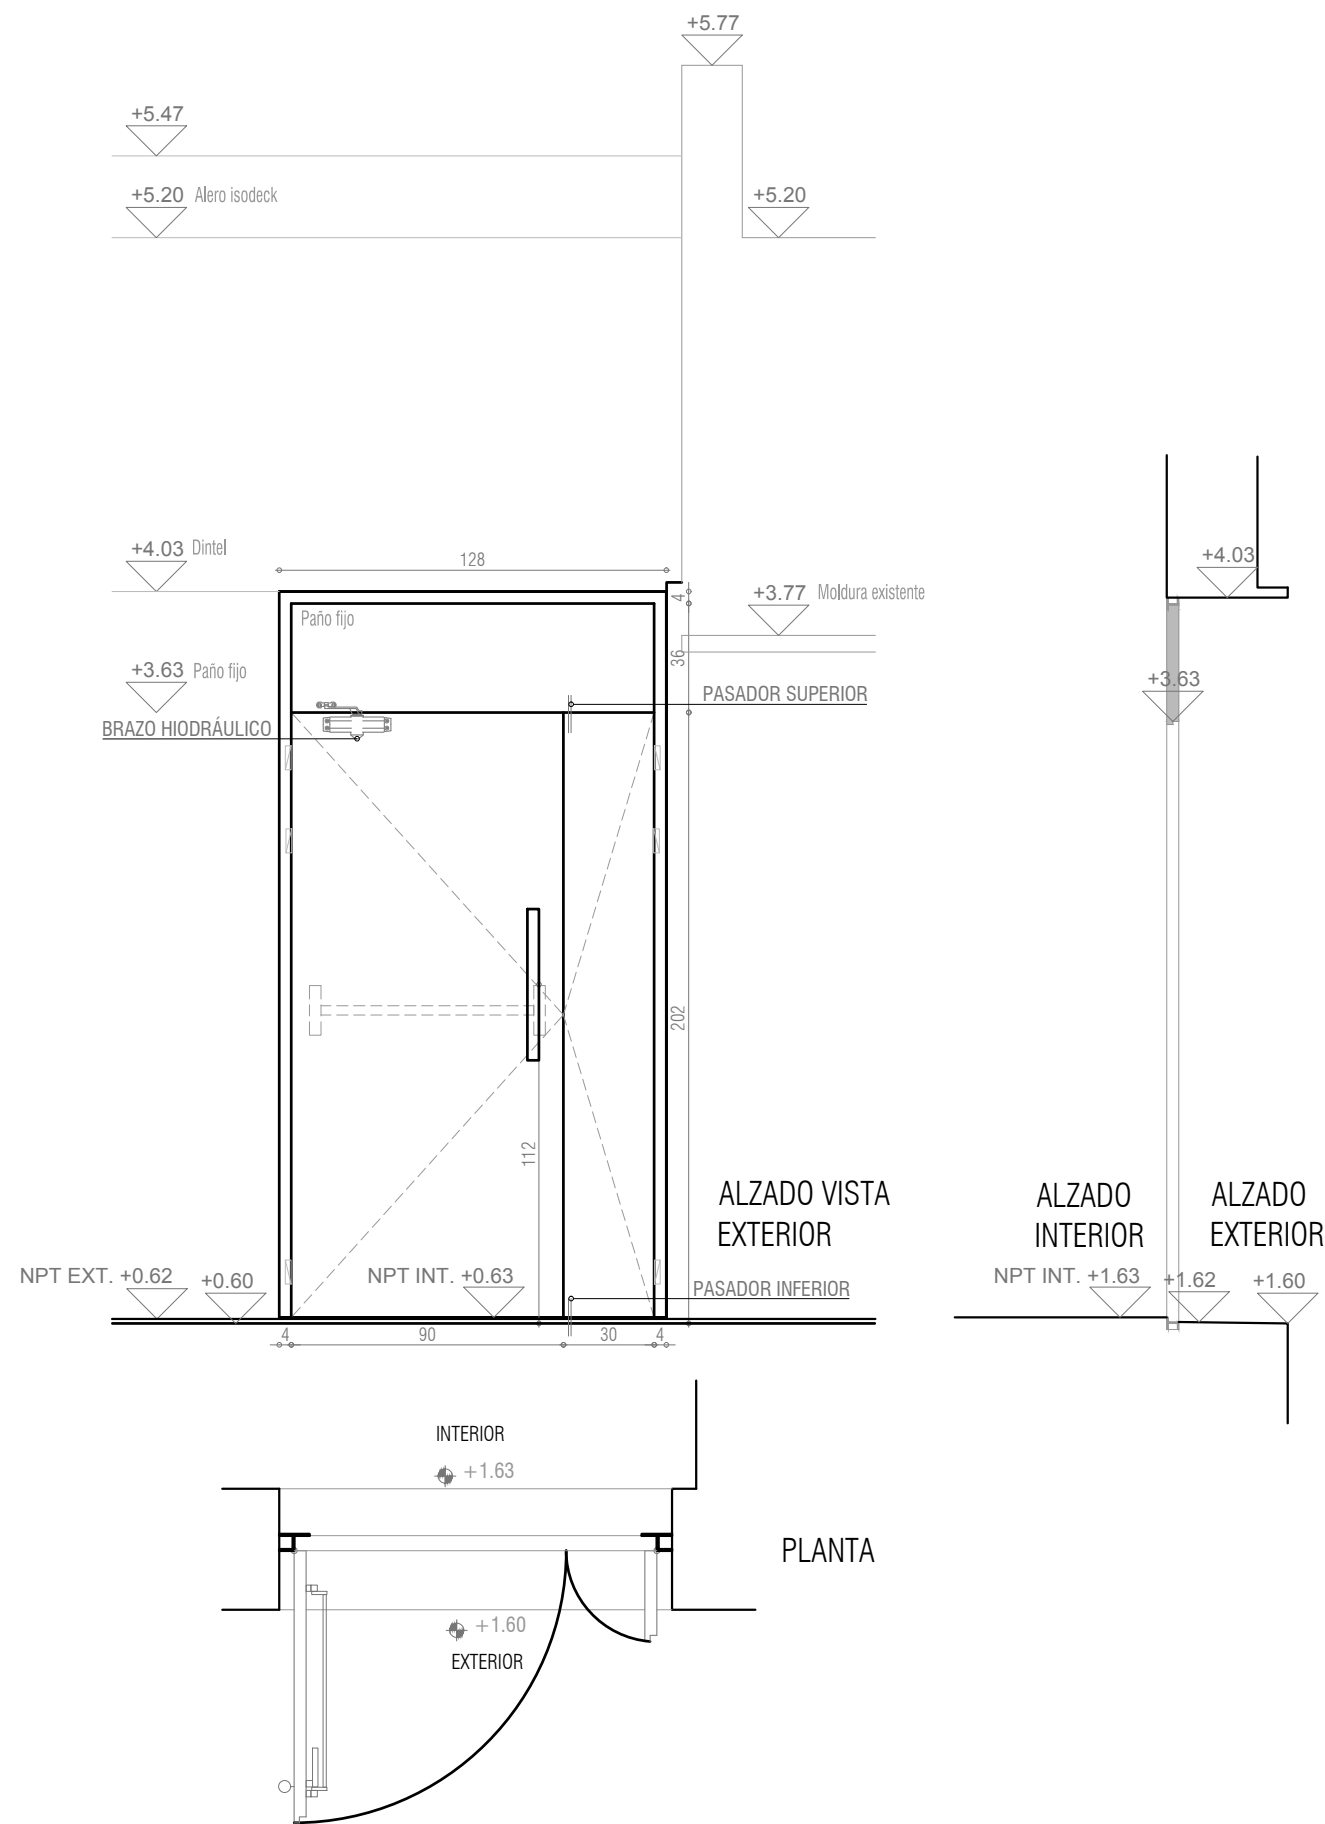 +5.77
+5.47
+5.20 Alero isodeck
+5.20
+4.03 Dintel
128
+4.03
4
+3.77 Moldura existente
Paño fijo
36
+3.63 Paño fijo
+3.63
PASADOR SUPERIOR
BRAZO HIODRÁULICO
202
112
ALZADO VISTA
EXTERIOR
ALZADO
INTERIOR
ALZADO
EXTERIOR
NPT EXT. +0.62
+0.60
NPT INT. +0.63
PASADOR INFERIOR
NPT INT. +1.63
+1.62
+1.60
4
90
30
4
INTERIOR
+1.63
PLANTA
+1.60
EXTERIOR